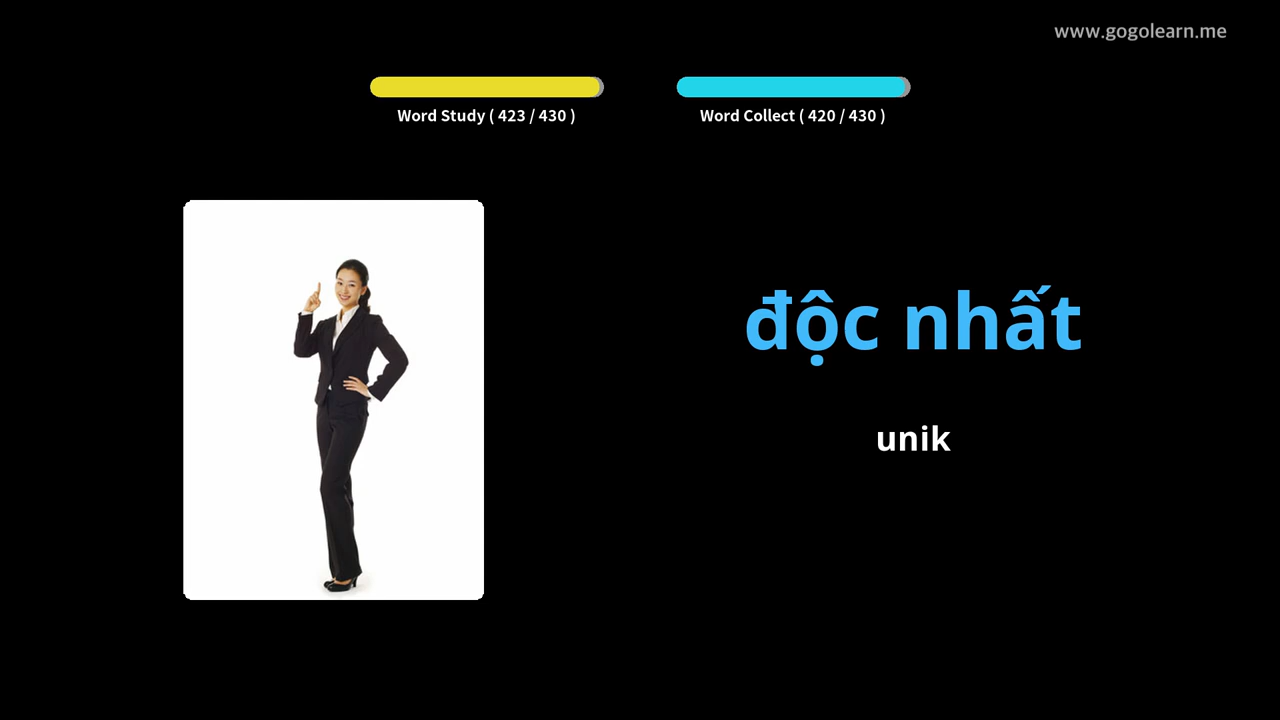 www.gogolearn.me
Word Study ( 423 / 430 )
Word Collect ( 420 / 430 )
độc nhất
unik